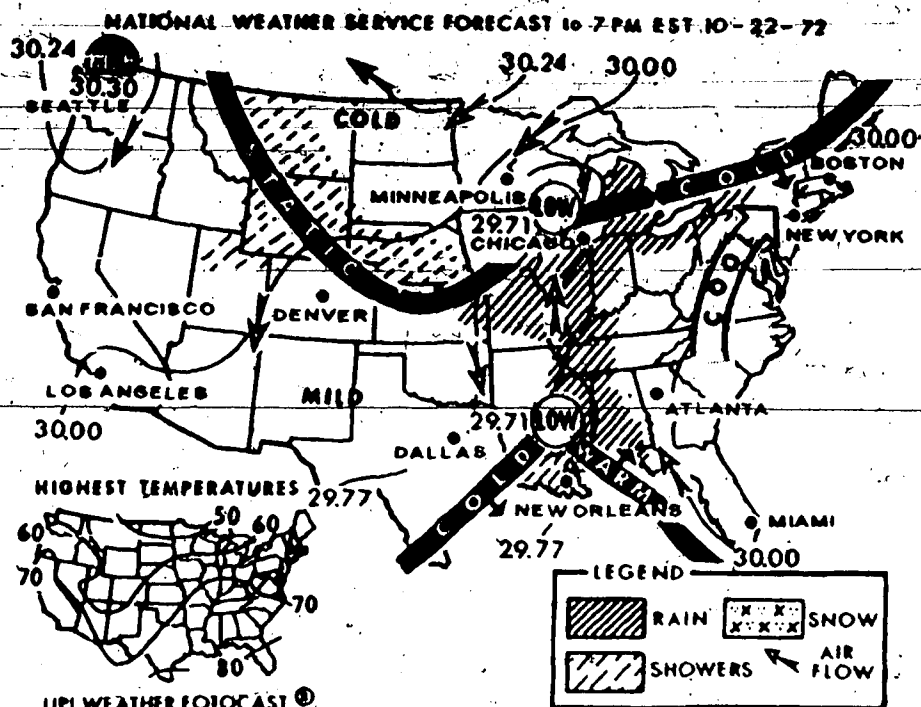 NATIONAL WEATHER SERVICE FORECAST to 7 PM EST 10-22-72
30.24
30.30
SEATTLE
30.24
30.00
COLD
30.00
BOSTON
STATIC
MINNEAPOLIS
LOW
COLD
29.71
CHICAGO
NEW YORK
COOL
SAN FRANCISCO
DENVER
LOS ANGELES
MILD
30.00
ATLANTA
29.71
LOW
DALLAS
COLD
WARM
HIGHEST TEMPERATURES
29.77
NEW ORLEANS
MIAMI
29.77
30.00
50
60
60
70
70
80
LEGEND
RAIN
SNOW
SHOWERS
AIR FLOW
UPI WEATHER FOTOCAST ®